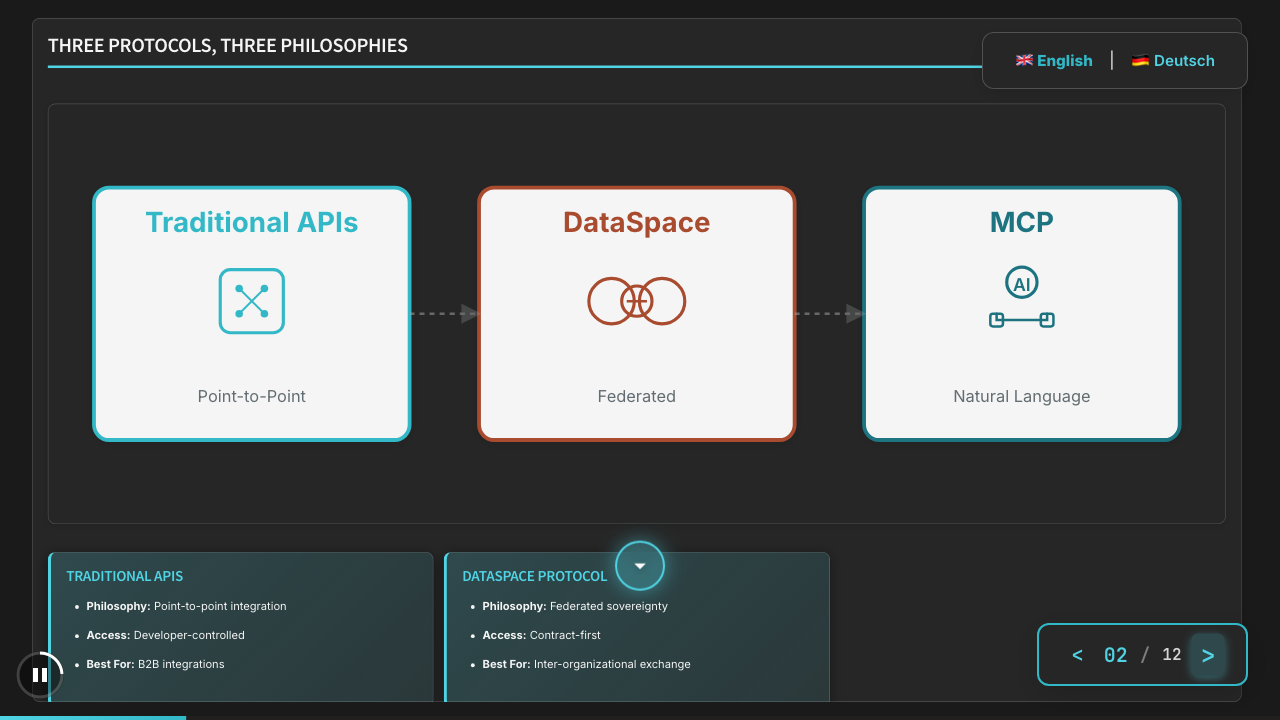 THREE PROTOCOLS, THREE PHILOSOPHIES
🇬🇧 English | 🇩🇪 Deutsch
Traditional APIs
Point-to-Point
DataSpace
Federated
MCP
AI
Natural Language
TRADITIONAL APIS
• Philosophy: Point-to-point integration
• Access: Developer-controlled
• Best For: B2B integrations
DATASPACE PROTOCOL
• Philosophy: Federated sovereignty
• Access: Contract-first
• Best For: Inter-organizational exchange
< 02 / 12 >